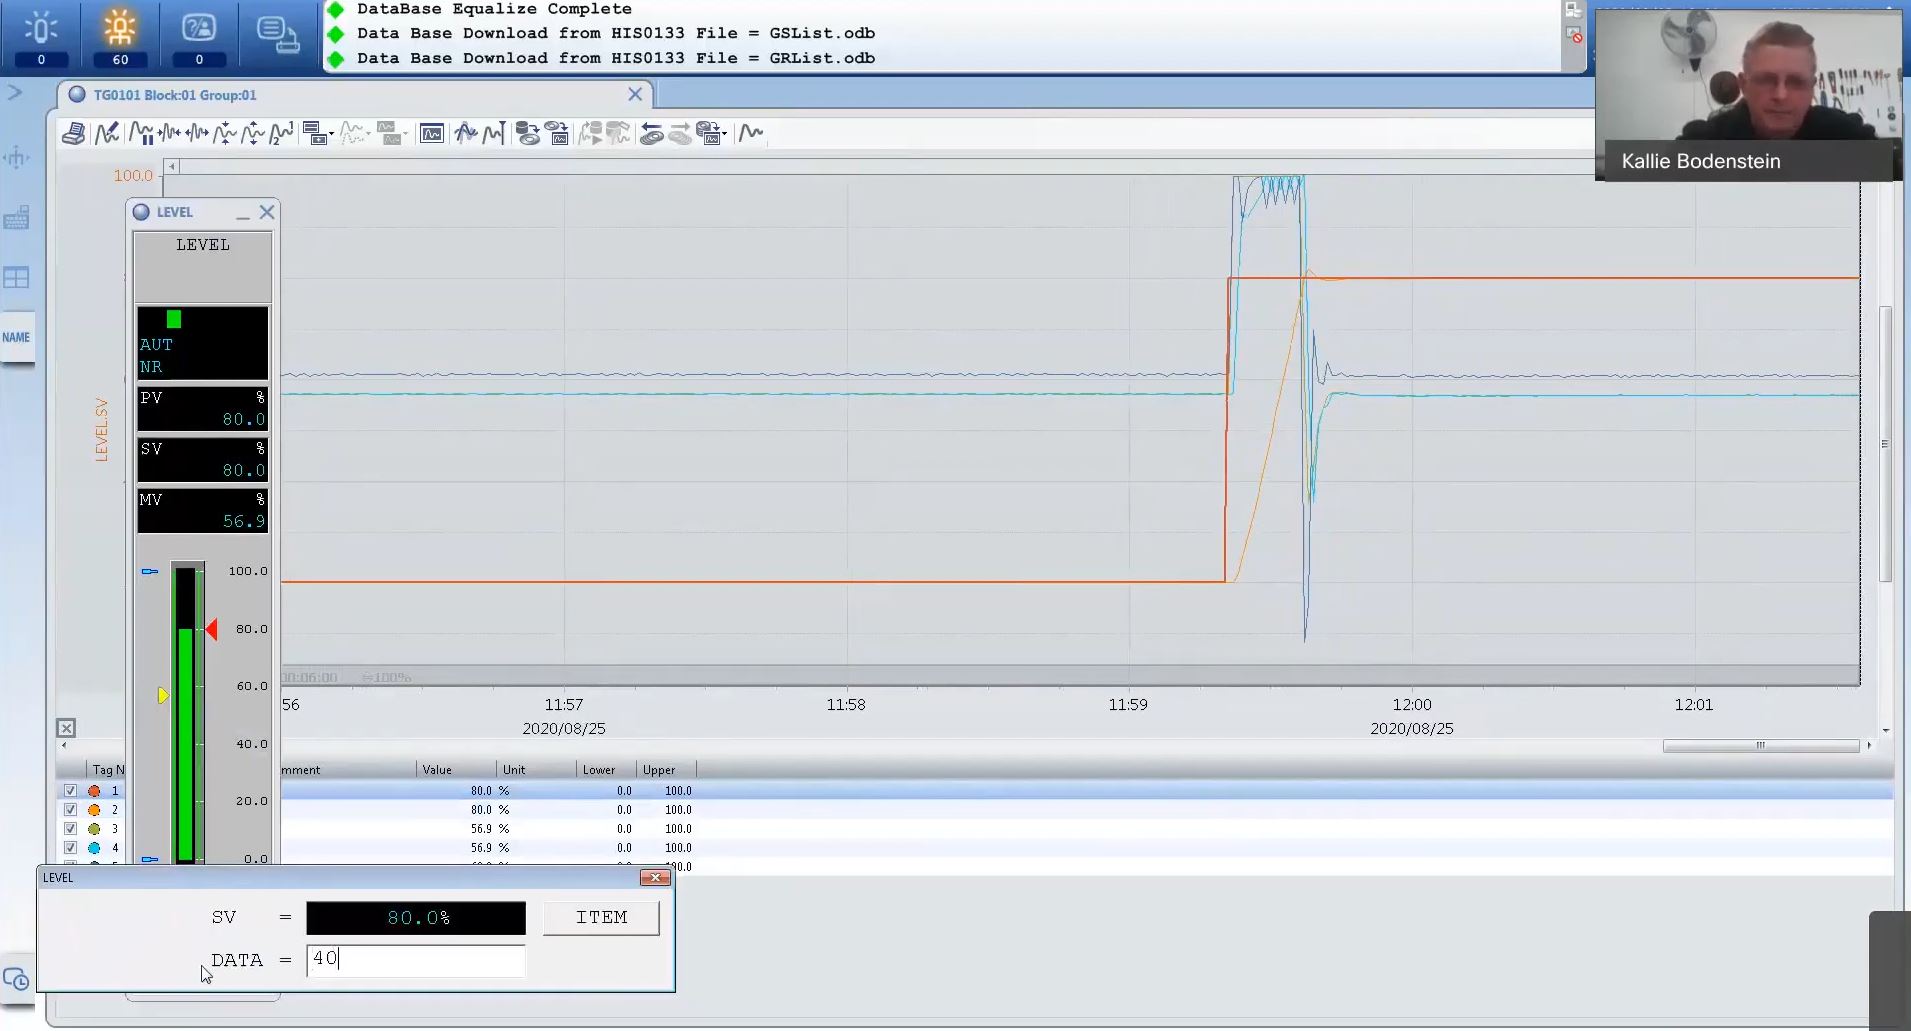 DataBase Equalize Complete
Data Base Download from HIS0133 File = GSList.odb
Data Base Download from HIS0133 File = GRList.odb
0
60
0
TG0101 Block:01 Group:01
Kallie Bodenstein
100.0
LEVEL
LEVEL
AUT
NR
PV %
80.0
SV %
80.0
MV %
56.9
100.0
80.0
60.0
40.0
20.0
0.0
NAME
LEVEL.SV
00:06:00 100%
56 11:57 11:58 11:59 12:00 12:01
2020/08/25 2020/08/25
Tag N mment Value Unit Lower Upper
1 80.0 % 0.0 100.0
2 80.0 % 0.0 100.0
3 56.9 % 0.0 100.0
4 56.9 % 0.0 100.0
LEVEL
SV = 80.0% ITEM
DATA = 40